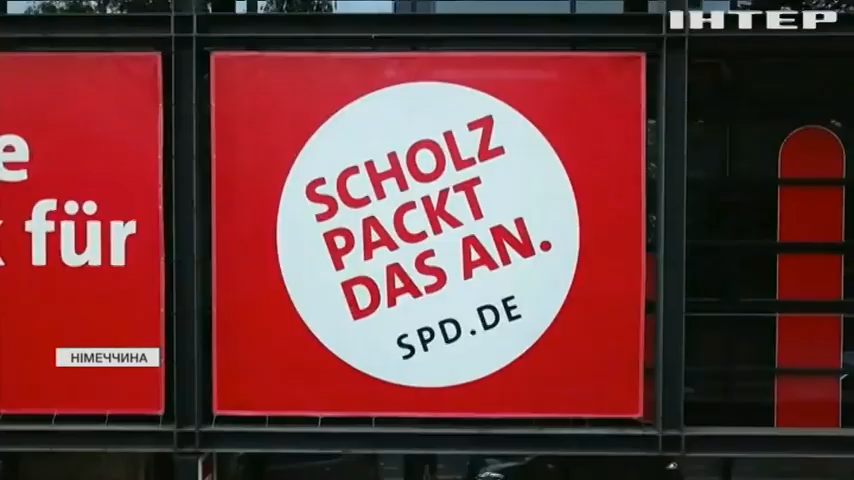 ІНТЕР
für
НІМЕЧЧИНА
SCHOLZ
PACKT
DAS AN.
SPD.DE